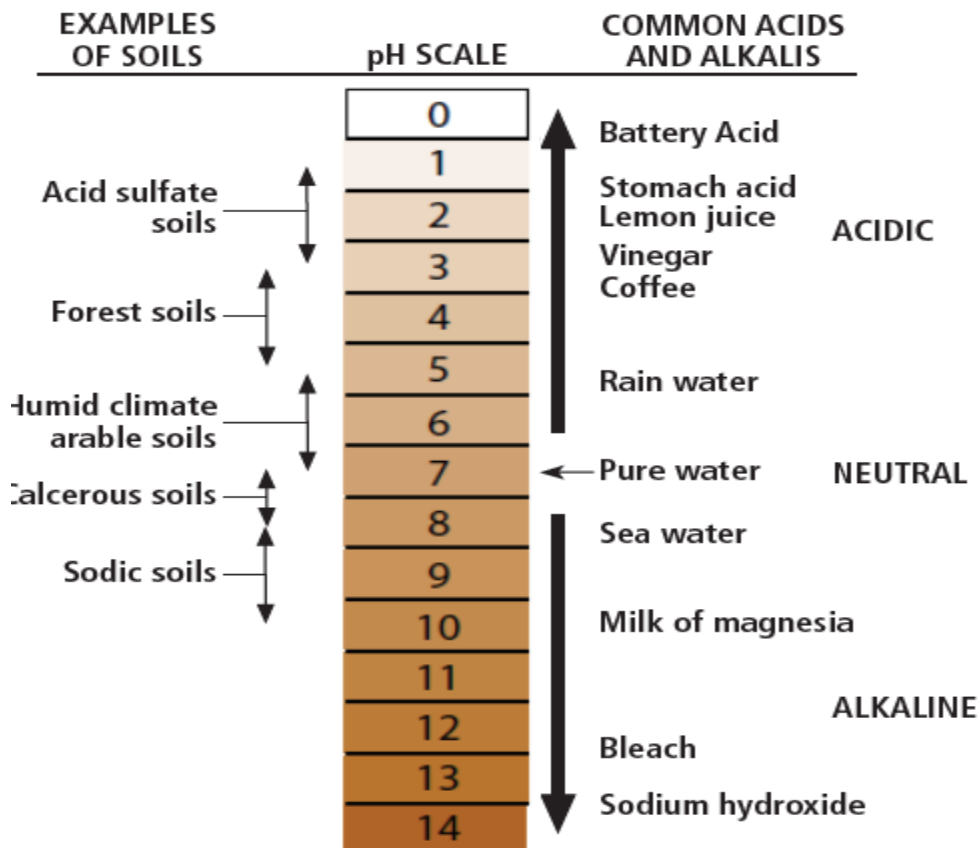 EXAMPLES
OF SOILS
pH SCALE
COMMON ACIDS
AND ALKALIS
0
1
2
3
4
5
6
7
8
9
10
11
12
13
14
Acid sulfate
soils
Forest soils
Humid climate
arable soils
Calcerous soils
Sodic soils
Battery Acid
Stomach acid
Lemon juice
Vinegar
Coffee
Rain water
Pure water
Sea water
Milk of magnesia
Bleach
Sodium hydroxide
ACIDIC
NEUTRAL
ALKALINE